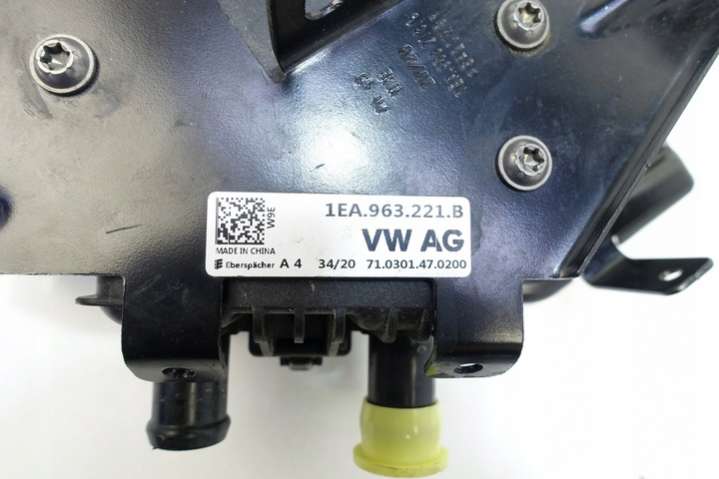 1EA.963.221.B
W9E
VW AG
MADE IN CHINA
Eberspächer A 4 34/20 71.0301.47.0200